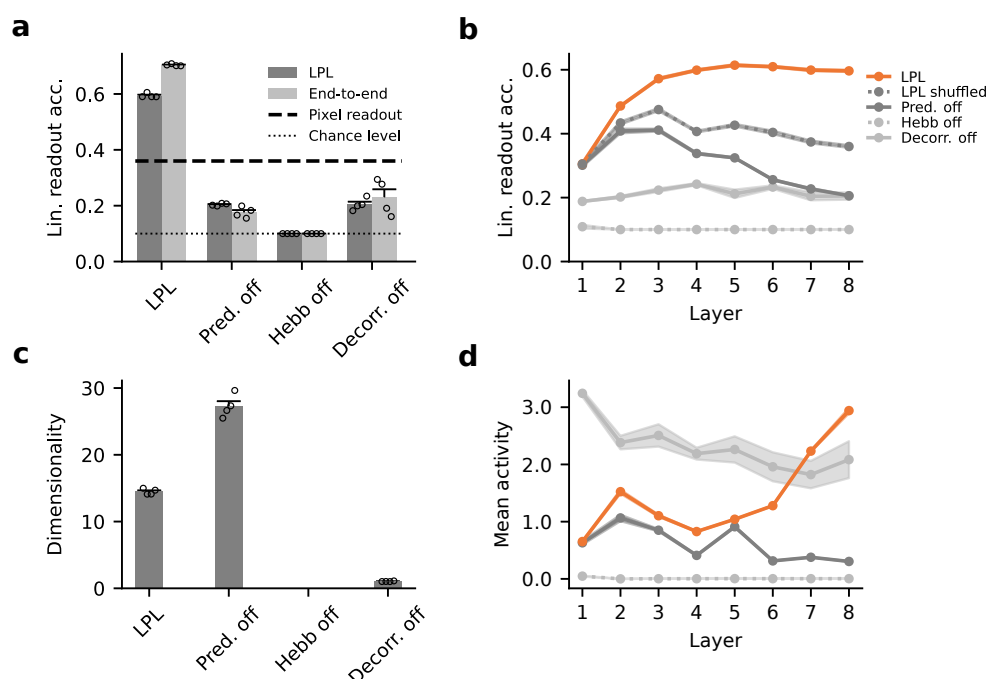 a
Lin. readout acc.
0.6
0.4
0.2
0.0
LPL
End-to-end
Pixel readout
Chance level
LPL
Pred. off
Hebb off
Decorr. off
b
Lin. readout acc.
0.6
0.4
0.2
0.0
1 2 3 4 5 6 7 8
Layer
LPL
LPL shuffled
Pred. off
Hebb off
Decorr. off
c
Dimensionality
30
20
10
0
LPL
Pred. off
Hebb off
Decorr. off
d
Mean activity
3.0
2.0
1.0
0.0
1 2 3 4 5 6 7 8
Layer